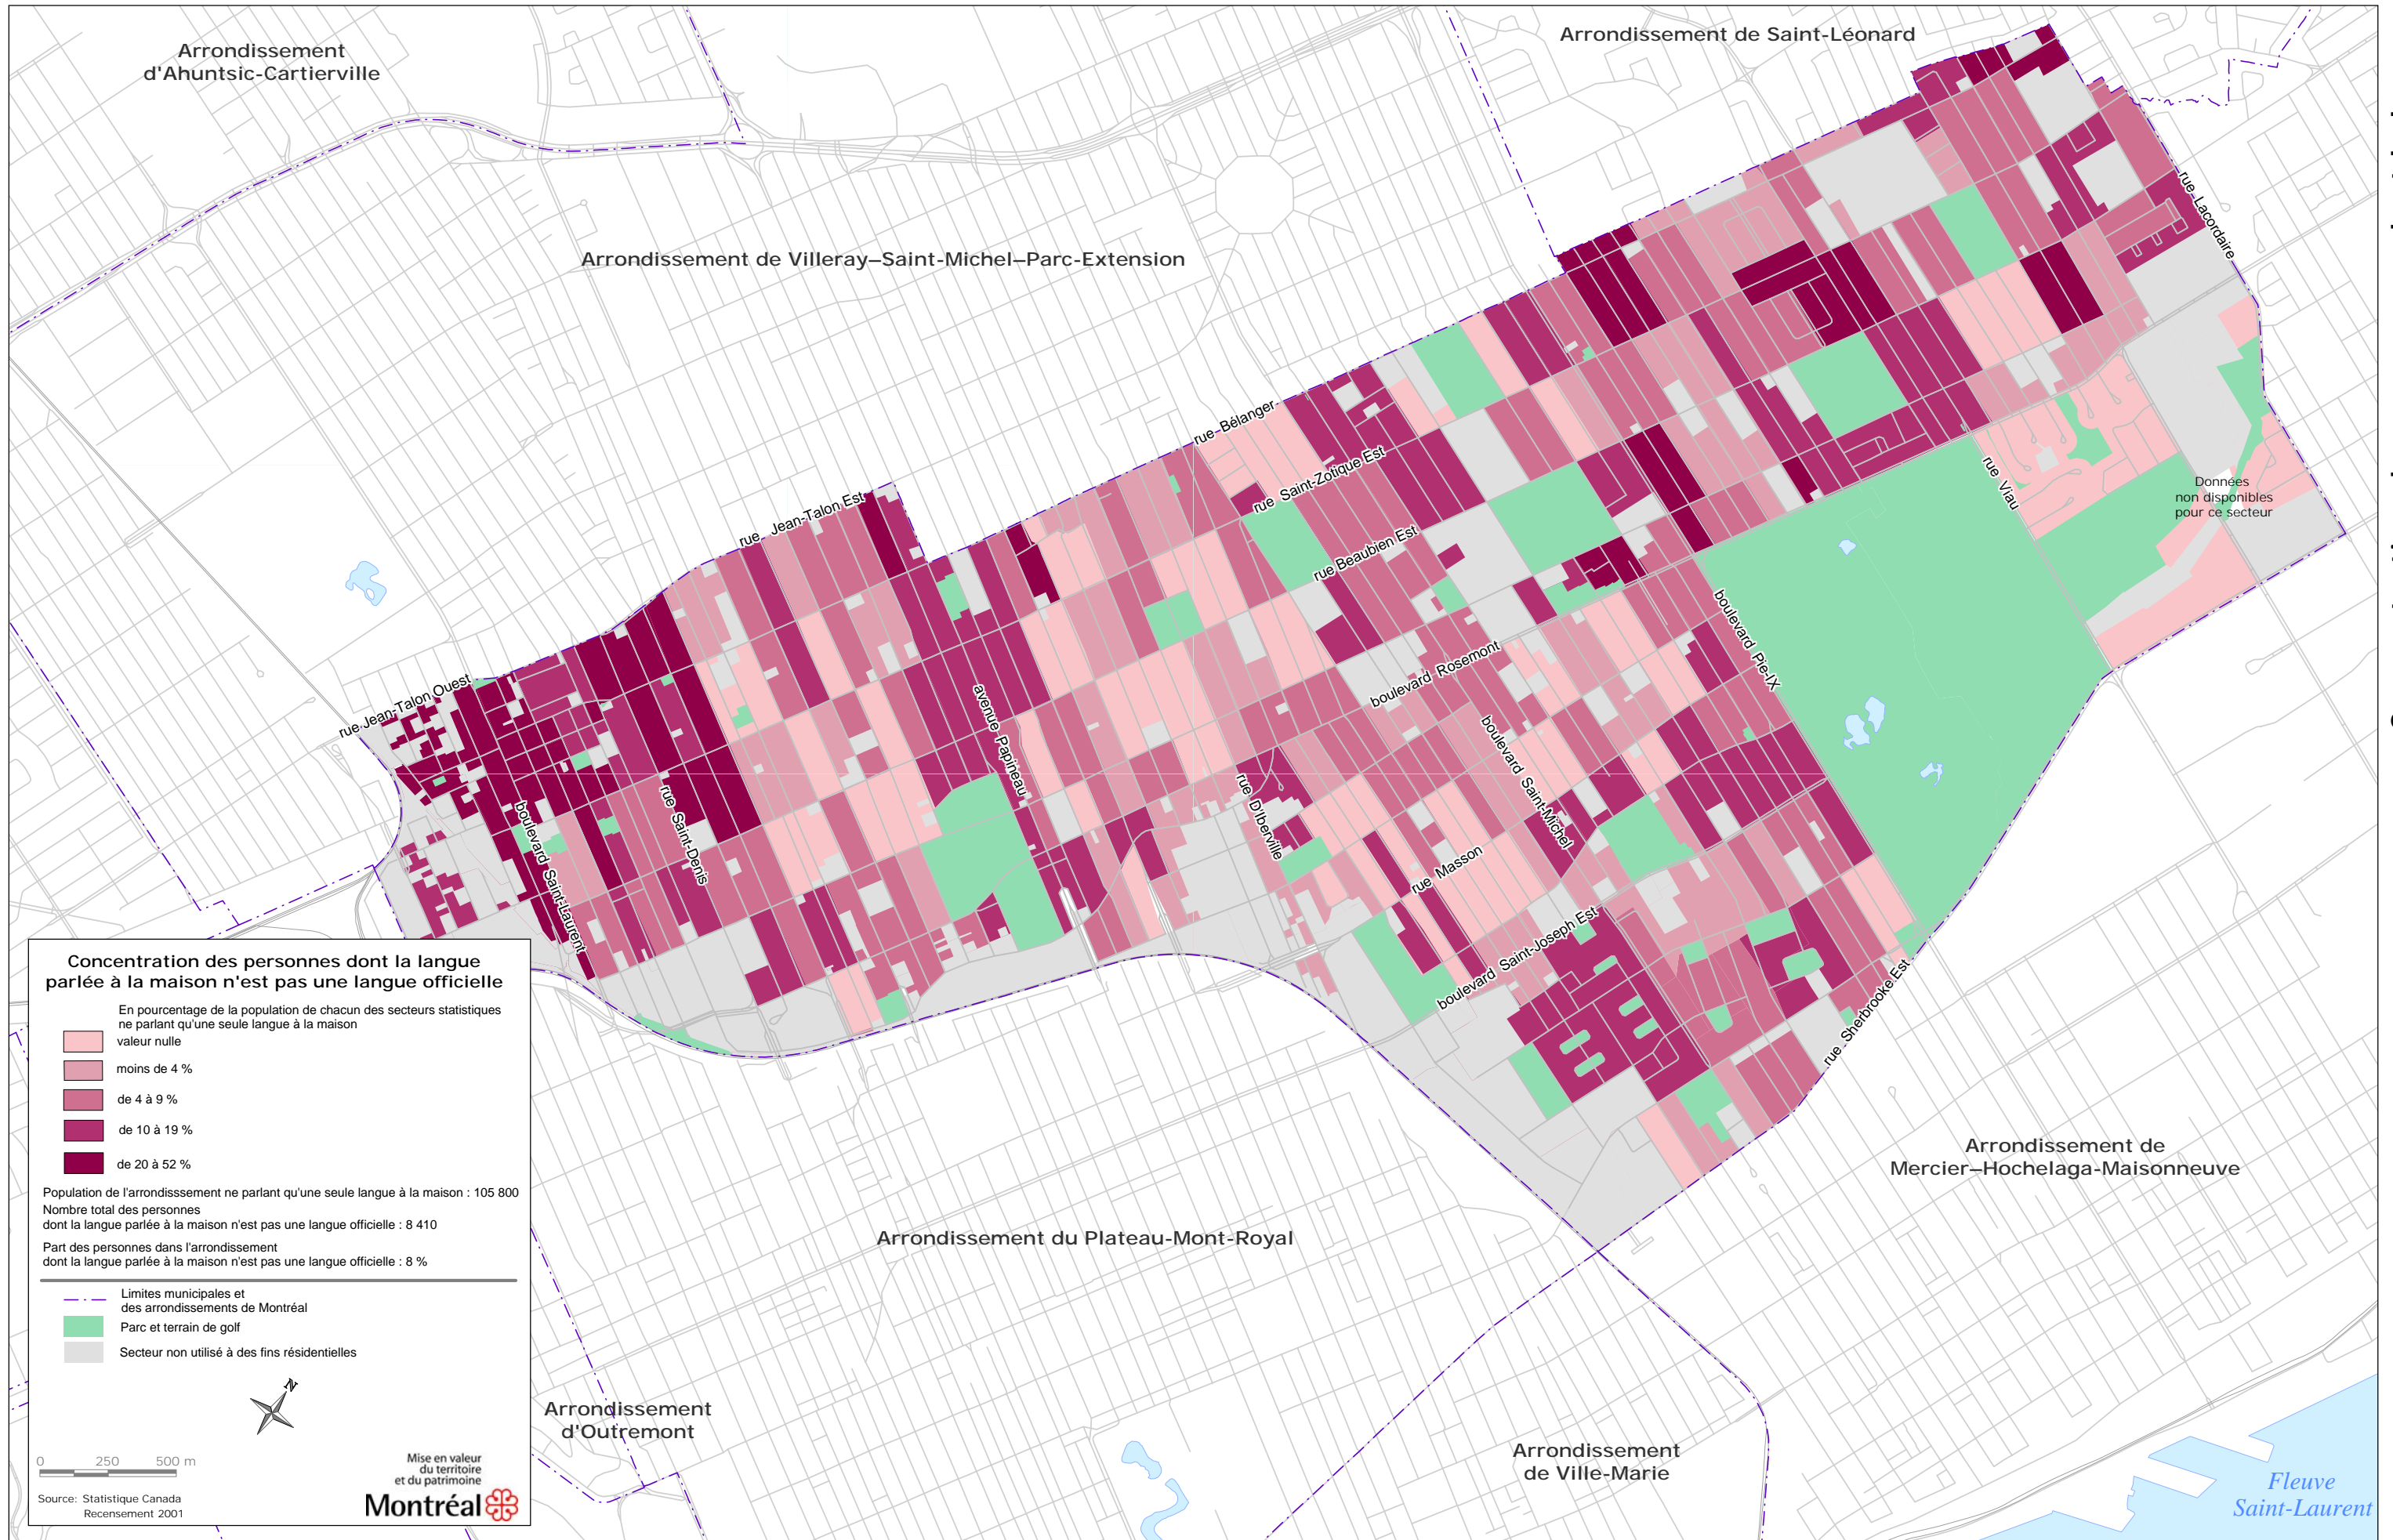 Arrondissement
d'Ahuntsic-Cartierville
Arrondissement de Saint-Léonard
Arrondissement de Villeray–Saint-Michel–Parc-Extension
rue Lacordaire
rue Bélanger
rue Saint-Zotique Est
rue Jean-Talon Est
rue Beaubien Est
rue Viau
Données
non disponibles
pour ce secteur
boulevard Pie-IX
boulevard Rosemont
rue Jean-Talon Ouest
avenue Papineau
boulevard Saint-Michel
rue D'Iberville
rue Saint-Denis
boulevard Saint-Laurent
rue Masson
boulevard Saint-Joseph Est
rue Sherbrooke Est
Arrondissement de
Mercier–Hochelaga-Maisonneuve
Arrondissement du Plateau-Mont-Royal
Arrondissement
d'Outremont
Arrondissement
de Ville-Marie
Fleuve
Saint-Laurent
Concentration des personnes dont la langue
parlée à la maison n'est pas une langue officielle
En pourcentage de la population de chacun des secteurs statistiques
ne parlant qu'une seule langue à la maison
valeur nulle
moins de 4 %
de 4 à 9 %
de 10 à 19 %
de 20 à 52 %
Population de l'arrondisssement ne parlant qu'une seule langue à la maison : 105 800
Nombre total des personnes
dont la langue parlée à la maison n'est pas une langue officielle : 8 410
Part des personnes dans l'arrondissement
dont la langue parlée à la maison n'est pas une langue officielle : 8 %
Limites municipales et
des arrondissements de Montréal
Parc et terrain de golf
Secteur non utilisé à des fins résidentielles
N
0 250 500 m
Source: Statistique Canada
Recensement 2001
Mise en valeur
du territoire
et du patrimoine
Montréal